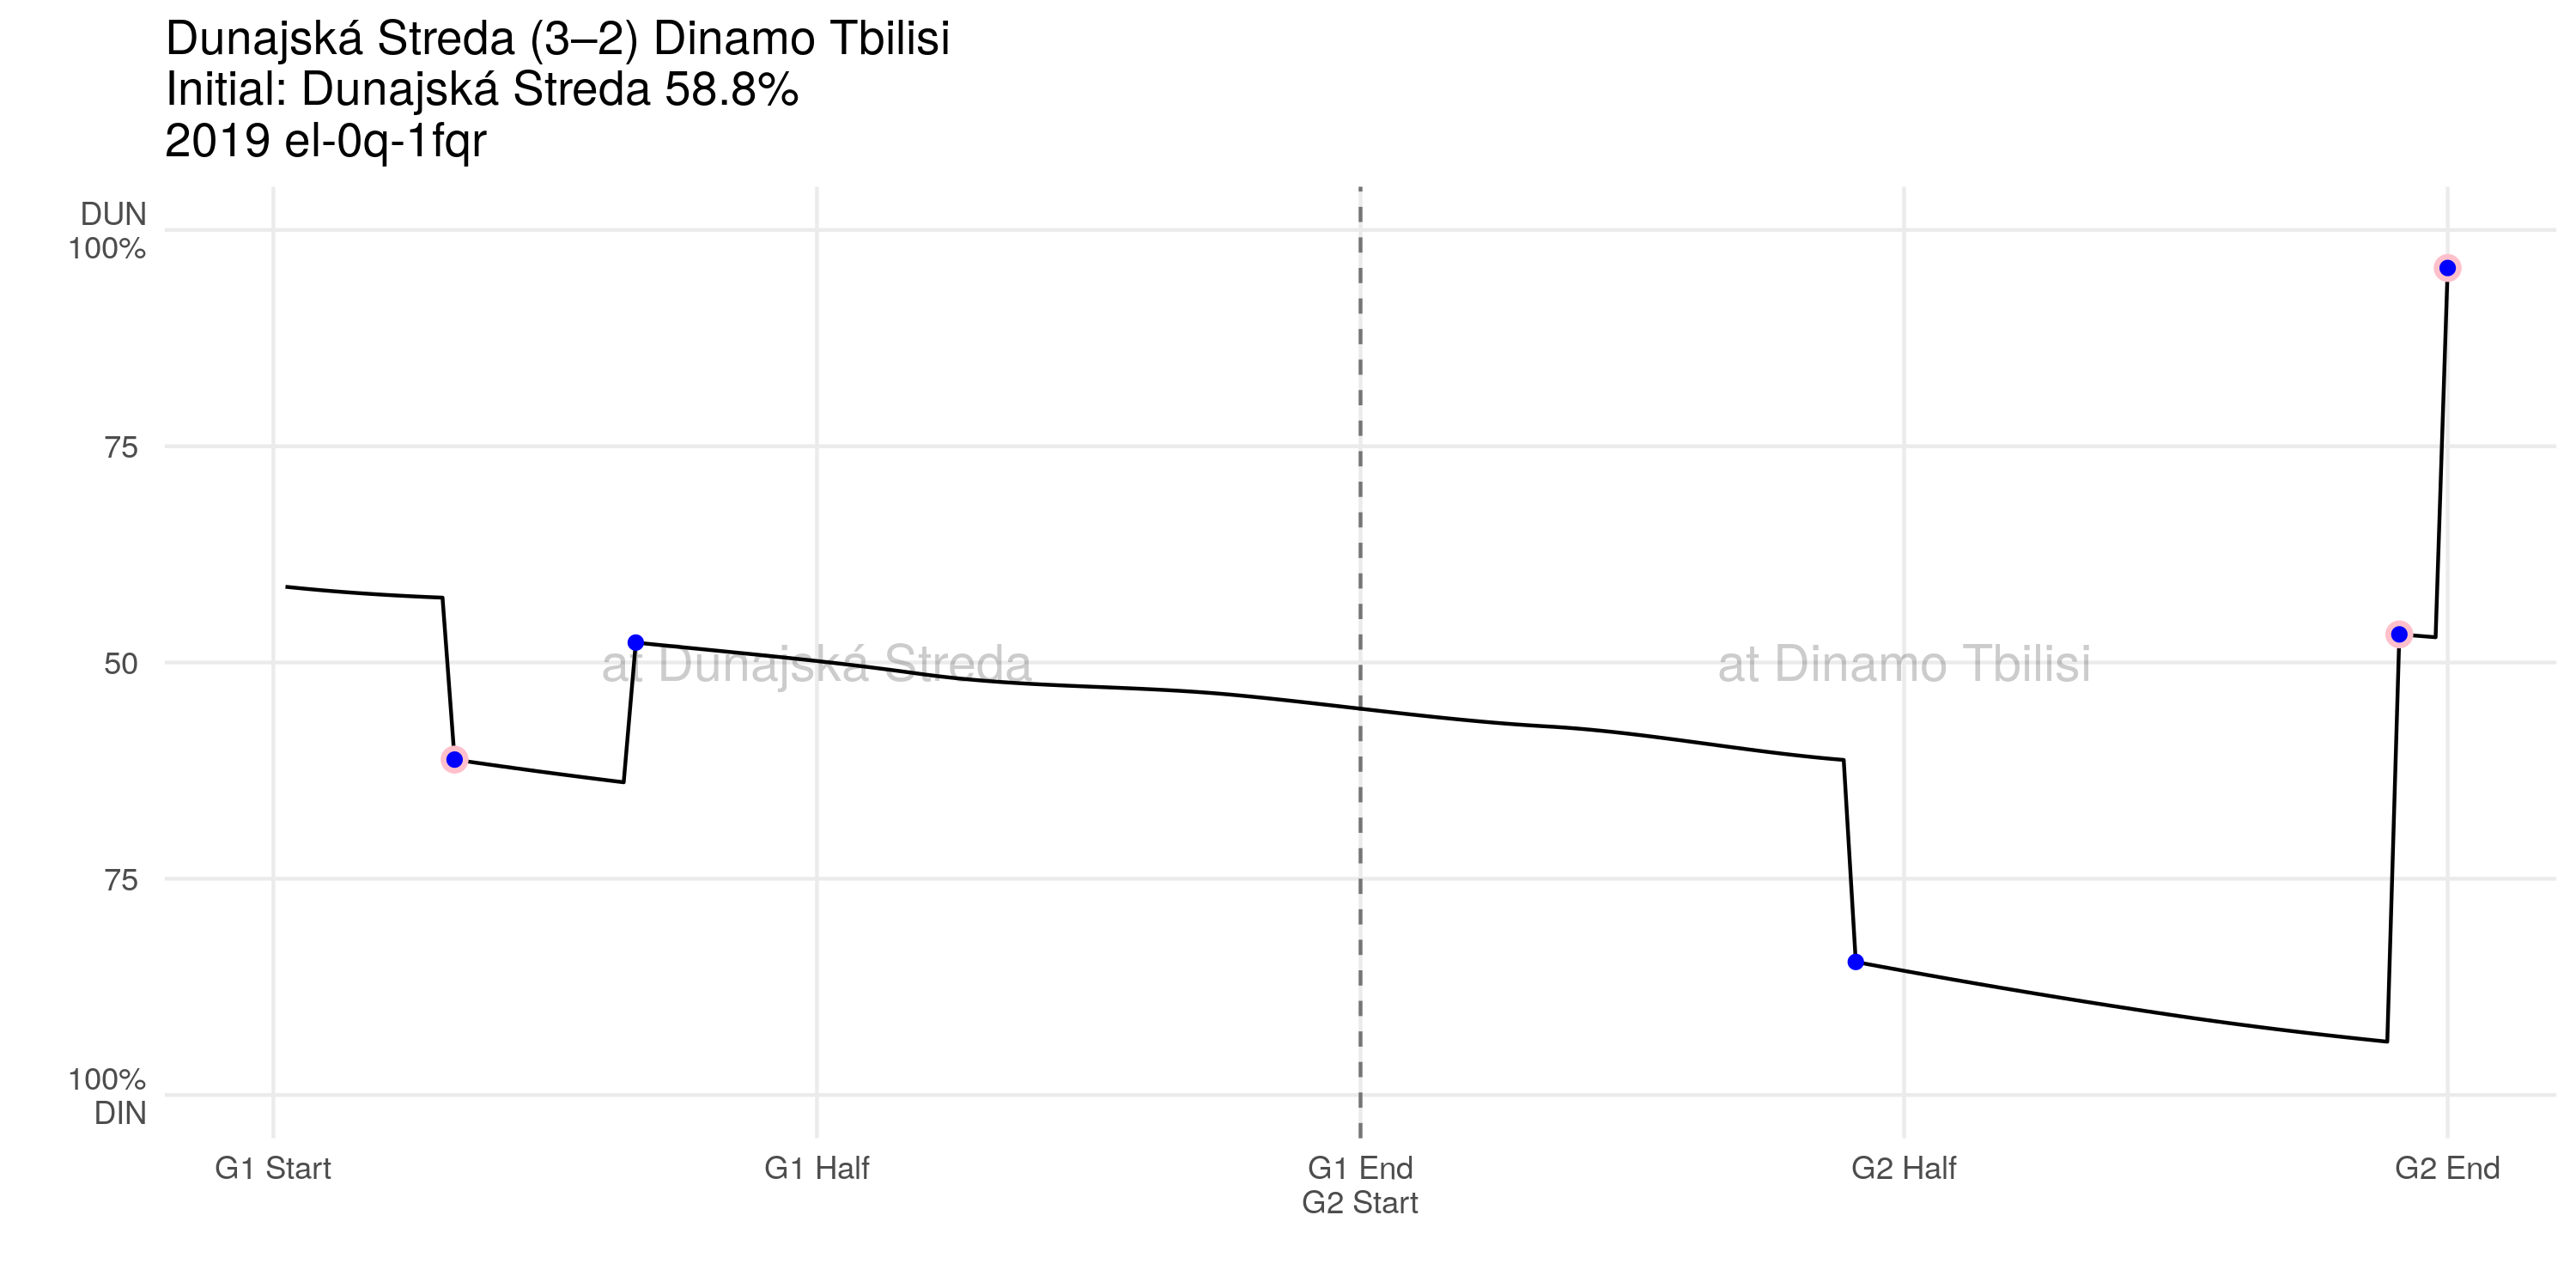 Dunajská Streda (3–2) Dinamo Tbilisi
Initial: Dunajská Streda 58.8%
2019 el-0q-1fqr
DUN
100%
75
50
75
100%
DIN
at Dunajská Streda
at Dinamo Tbilisi
G1 Start
G1 Half
G1 End
G2 Start
G2 Half
G2 End